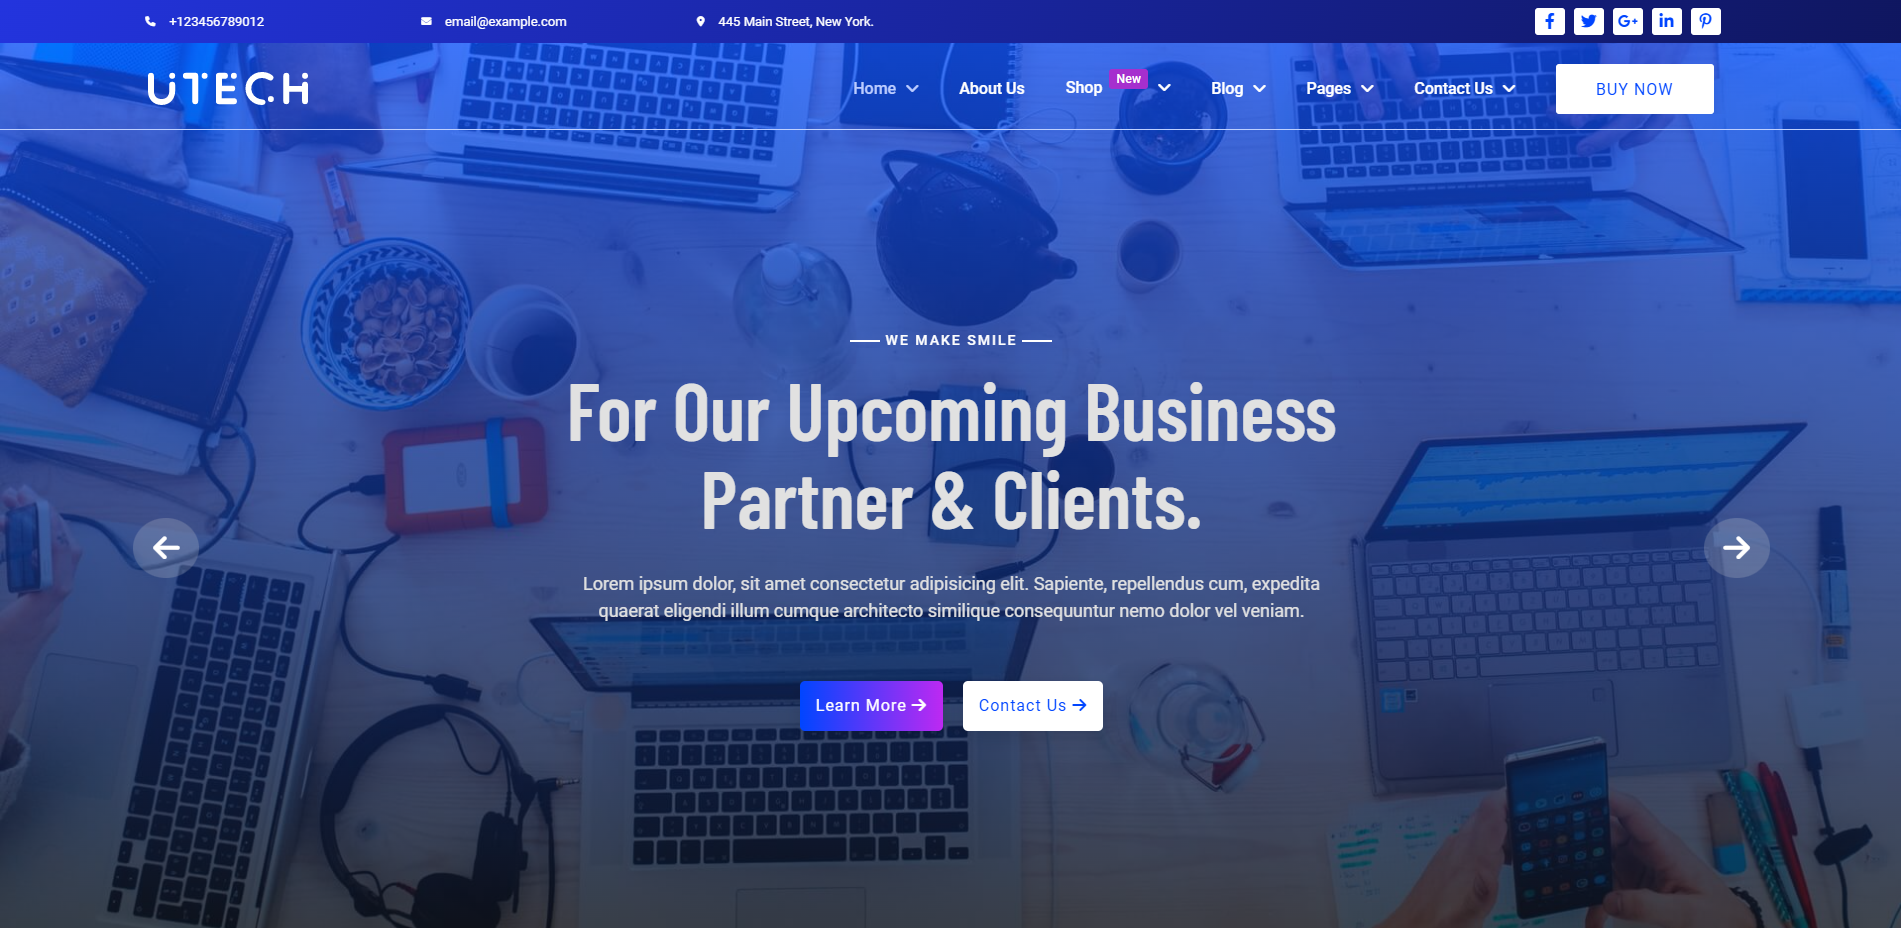 +123456789012
email@example.com
445 Main Street, New York.
UTECH
Home
About Us
Shop
New
Blog
Pages
Contact Us
BUY NOW
WE MAKE SMILE
For Our Upcoming Business
Partner & Clients.
Lorem ipsum dolor, sit amet consectetur adipisicing elit. Sapiente, repellendus cum, expedita
quaerat eligendi illum cumque architecto similique consequuntur nemo dolor vel veniam.
Learn More
Contact Us